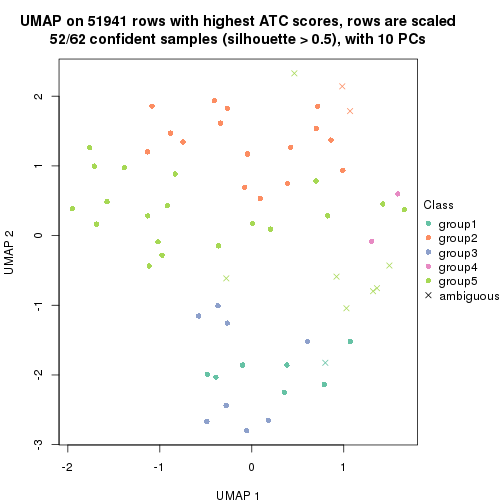 UMAP on 51941 rows with highest ATC scores, rows are scaled
52/62 confident samples (silhouette > 0.5), with 10 PCs
UMAP 2
2
1
0
-1
-2
-3
-2
-1
0
1
UMAP 1
Class
group1
group2
group3
group4
group5
ambiguous